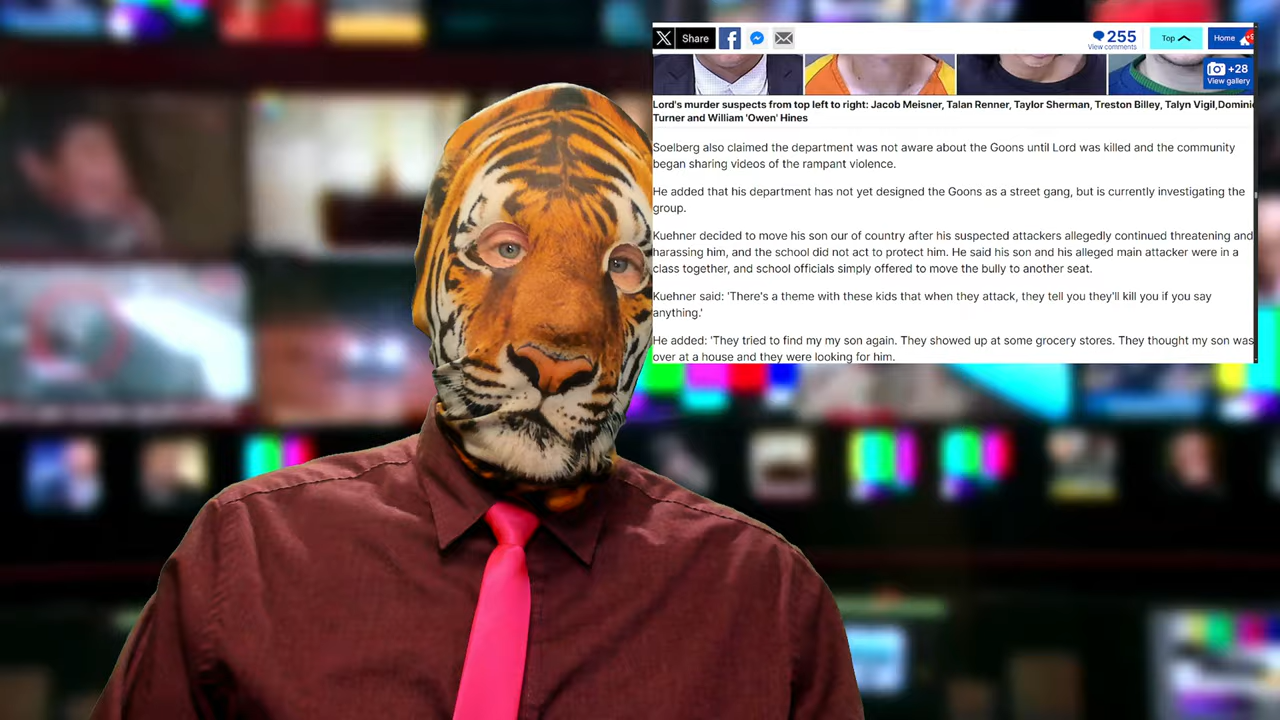 Share
255
View comments
Top
Home
+28
View gallery
Lord's murder suspects from top left to right: Jacob Meisner, Talan Renner, Taylor Sherman, Treston Billey, Talyn Vigil,Domini
Turner and William 'Owen' Hines
Soelberg also claimed the department was not aware about the Goons until Lord was killed and the community
began sharing videos of the rampant violence.
He added that his department has not yet designed the Goons as a street gang, but is currently investigating the
group.
Kuehner decided to move his son our of country after his suspected attackers allegedly continued threatening and
harassing him, and the school did not act to protect him. He said his son and his alleged main attacker were in a
class together, and school officials simply offered to move the bully to another seat.
Kuehner said: 'There's a theme with these kids that when they attack, they tell you they'll kill you if you say
anything.'
He added: 'They tried to find my my son again. They showed up at some grocery stores. They thought my son was
over at a house and they were looking for him.